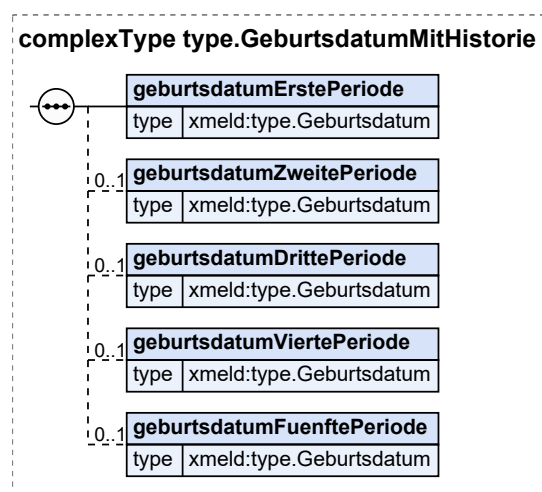 complexType type.GeburtsdatumMitHistorie
geburtsdatumErstePeriode
type xmeld:type.Geburtsdatum
0..1 geburtsdatumZweitePeriode
type xmeld:type.Geburtsdatum
0..1 geburtsdatumDrittePeriode
type xmeld:type.Geburtsdatum
0..1 geburtsdatumViertePeriode
type xmeld:type.Geburtsdatum
0..1 geburtsdatumFuenftePeriode
type xmeld:type.Geburtsdatum